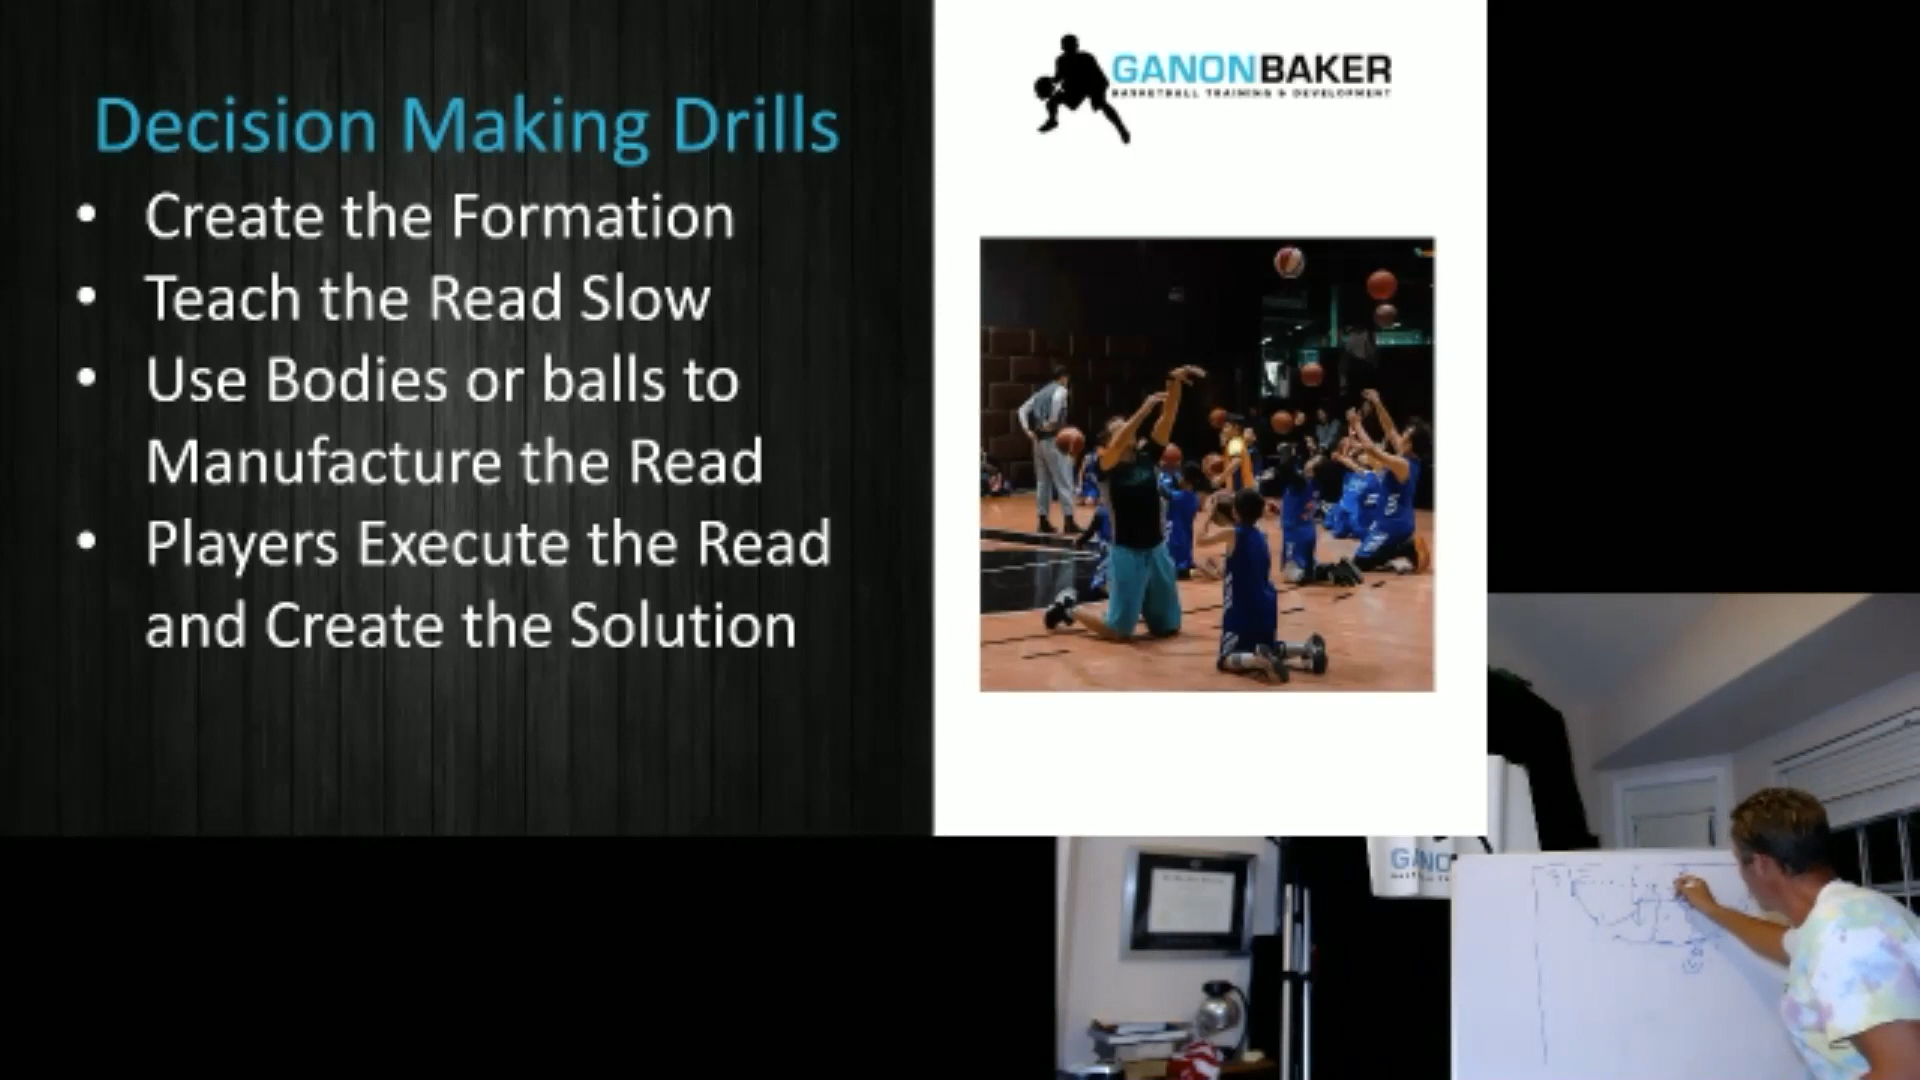 Decision Making Drills
• Create the Formation
• Teach the Read Slow
• Use Bodies or balls to
Manufacture the Read
• Players Execute the Read
and Create the Solution
GANONBAKER
BASKETBALL TRAINING & DEVELOPMENT
GANO